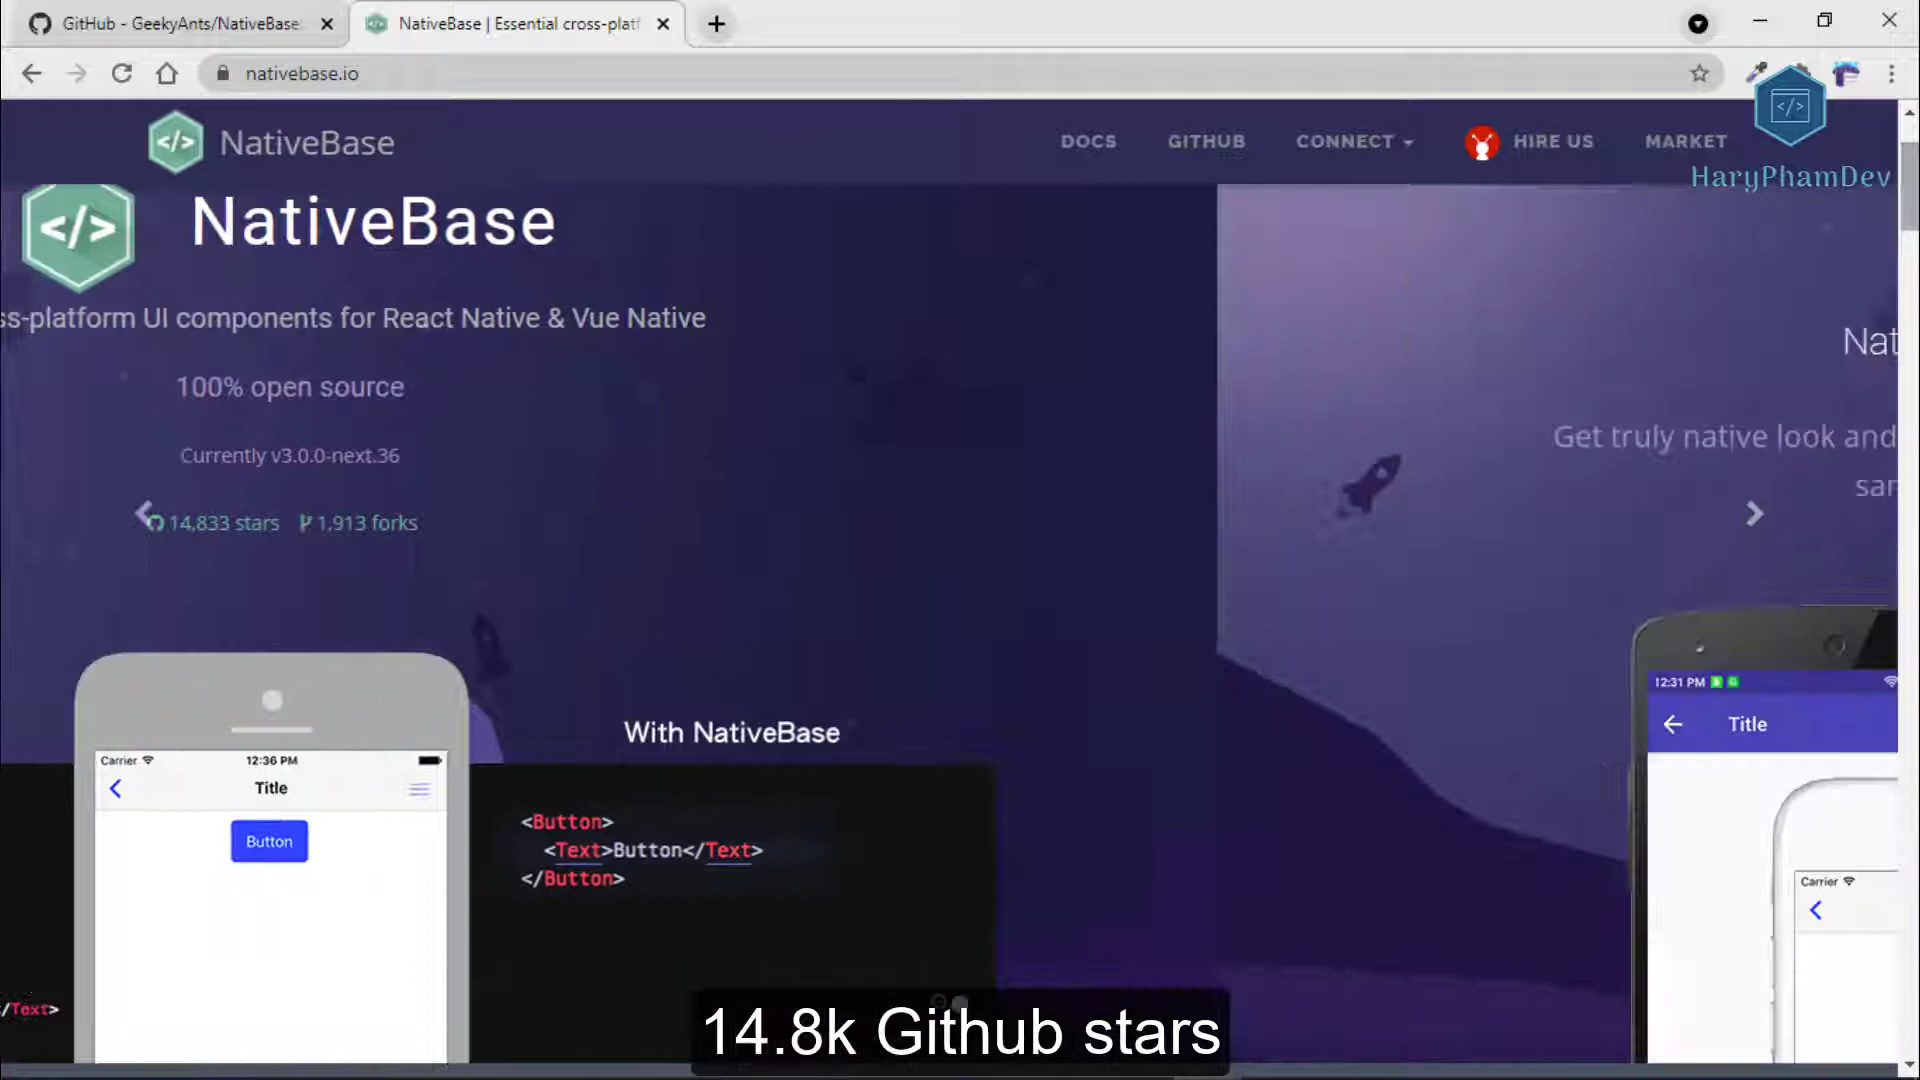 GitHub - GeekyAnts/NativeBase:
NativeBase | Essential cross-platf
nativebase.io
NativeBase
DOCS
GITHUB
CONNECT
HIRE US
MARKET
HaryPhamDev
NativeBase
ss-platform UI components for React Native & Vue Native
100% open source
Currently v3.0.0-next.36
14,833 stars
1,913 forks
Nat
Get truly native look and
sar
With NativeBase
Carrier
12:36 PM
Title
Button
<Button>
<Text>Button</Text>
</Button>
/Text>
12:31 PM
Title
Carrier
14.8k Github stars